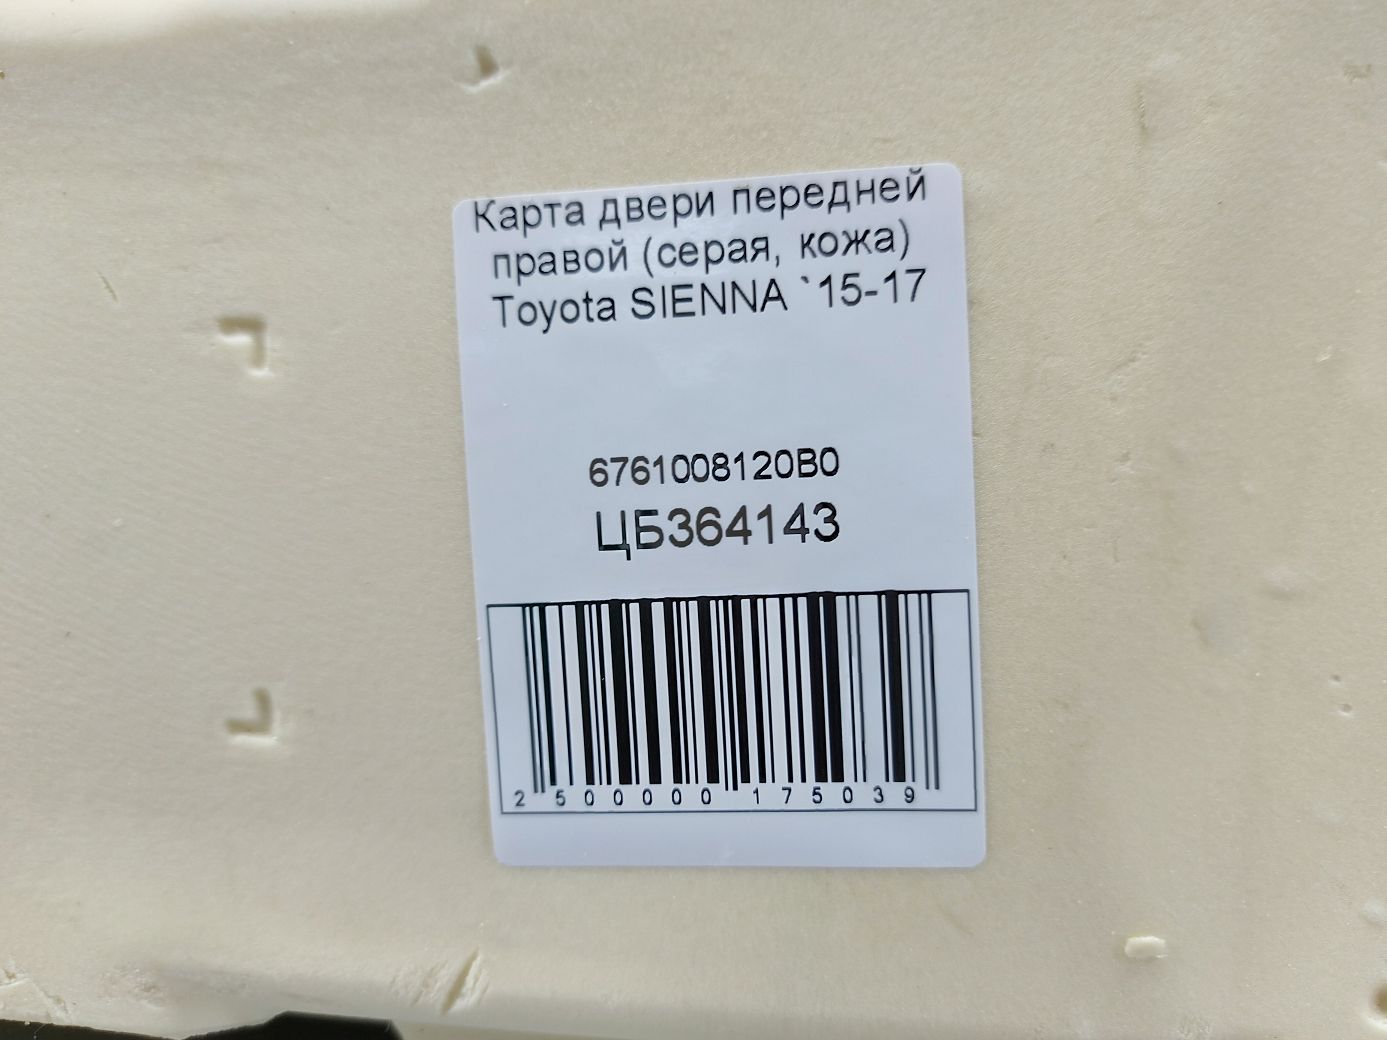 Карта двери передней
правой (серая, кожа)
Toyota SIENNA `15-17
6761008120B0
ЦБ364143
2 500000 175039